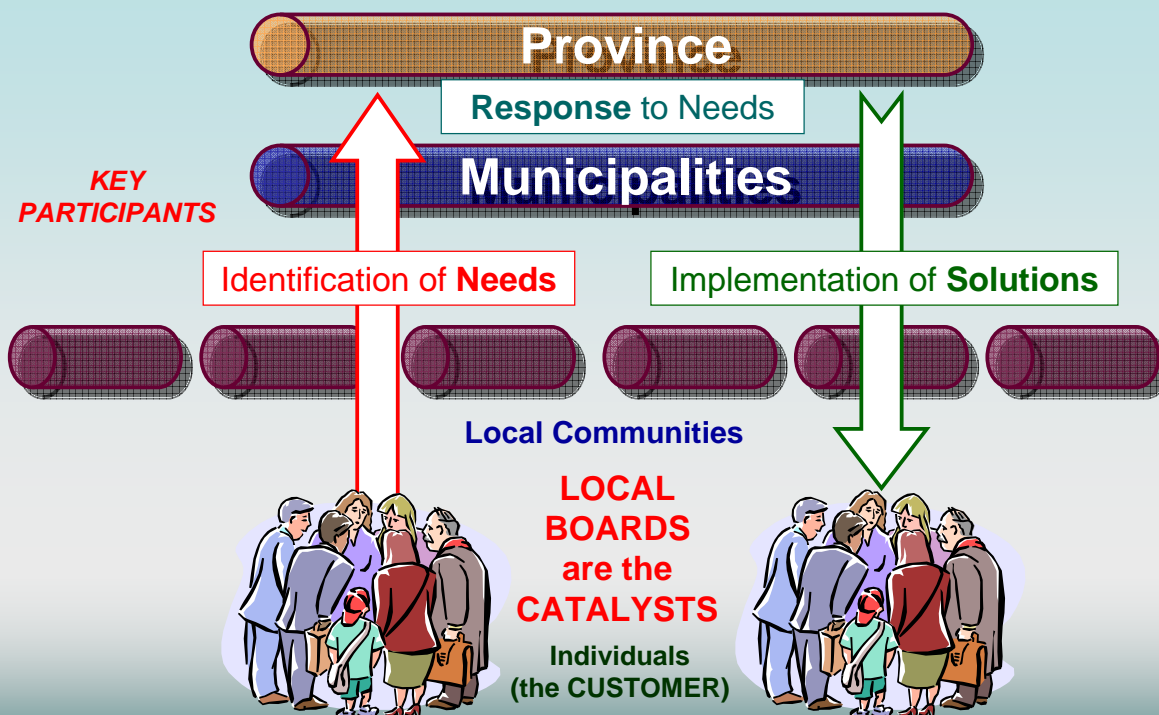 Province
Response to Needs
Municipalities
KEY
PARTICIPANTS
Identification of Needs
Implementation of Solutions
Local Communities
LOCAL
BOARDS
are the
CATALYSTS
Individuals
(the CUSTOMER)